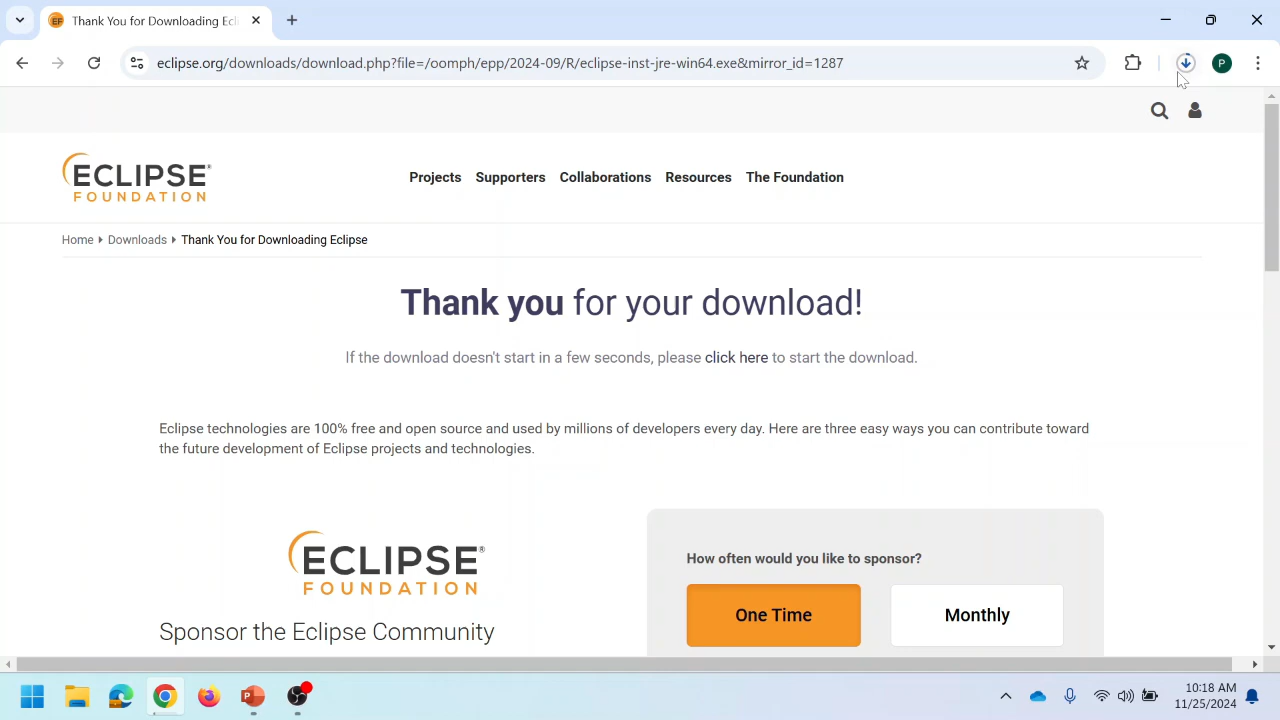 EF Thank You for Downloading Ecl
eclipse.org/downloads/download.php?file=/oomph/epp/2024-09/R/eclipse-inst-jre-win64.exe&mirror_id=1287
P
ECLIPSE®
FOUNDATION
Projects Supporters Collaborations Resources The Foundation
Home Downloads Thank You for Downloading Eclipse
Thank you for your download!
If the download doesn't start in a few seconds, please click here to start the download.
Eclipse technologies are 100% free and open source and used by millions of developers every day. Here are three easy ways you can contribute toward
the future development of Eclipse projects and technologies.
ECLIPSE®
FOUNDATION
Sponsor the Eclipse Community
How often would you like to sponsor?
One Time Monthly
P
10:18 AM
11/25/2024